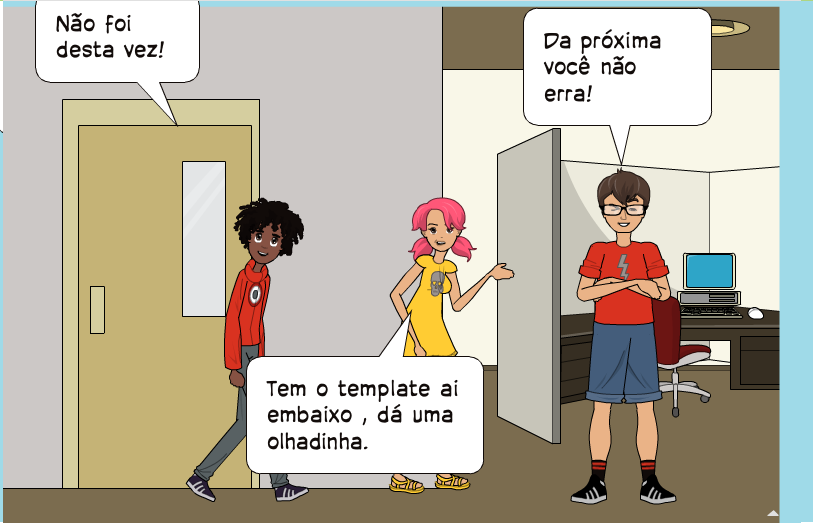 Não foi
desta vez!
Da próxima
você não
erra!
Tem o template ai
embaixo , dá uma
olhadinha.